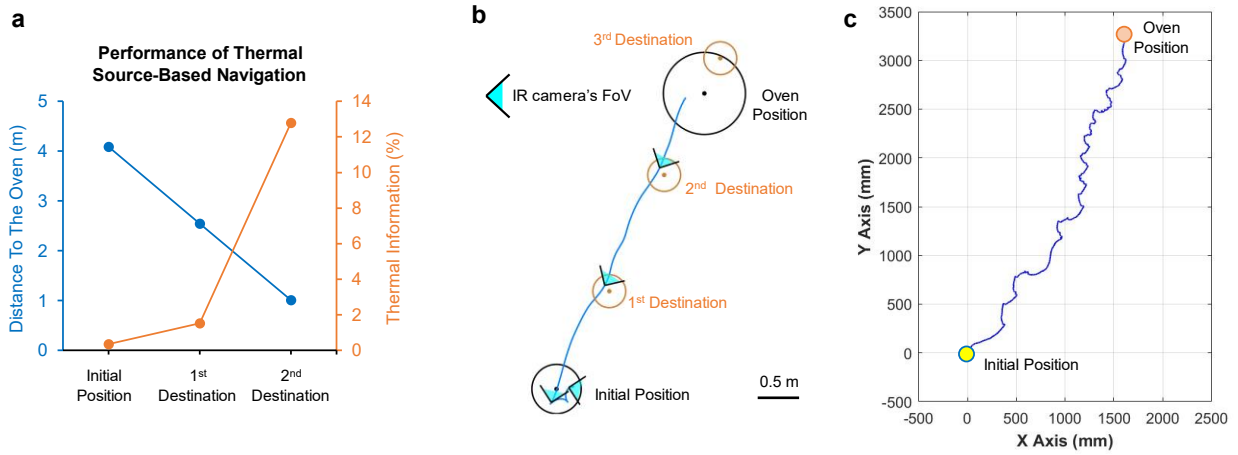 a
Performance of Thermal
Source-Based Navigation
5
4
3
2
1
0
Distance To The Oven (m)
14
12
10
8
6
4
2
0
Thermal Information (%)
Initial
Position
1st
Destination
2nd
Destination
b
3rd Destination
IR camera's FoV
Oven
Position
2nd Destination
1st Destination
Initial Position
0.5 m
c
3500
3000
2500
2000
1500
1000
500
0
-500
Y Axis (mm)
Oven
Position
Initial Position
-500
0
500
1000
1500
2000
2500
X Axis (mm)